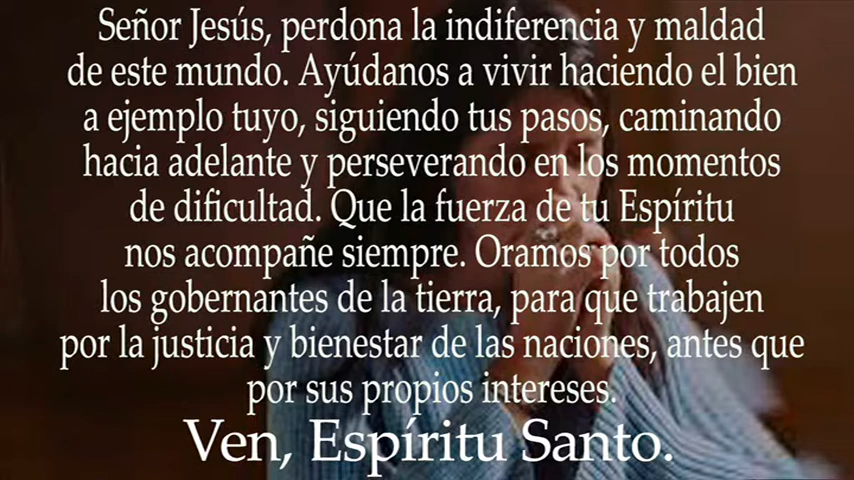 Señor Jesús, perdona la indiferencia y maldad
de este mundo. Ayúdanos a vivir haciendo el bien
a ejemplo tuyo, siguiendo tus pasos, caminando
hacia adelante y perseverando en los momentos
de dificultad. Que la fuerza de tu Espíritu
nos acompañe siempre. Oramos por todos
los gobernantes de la tierra, para que trabajen
por la justicia y bienestar de las naciones, antes que
por sus propios intereses.
Ven, Espíritu Santo.